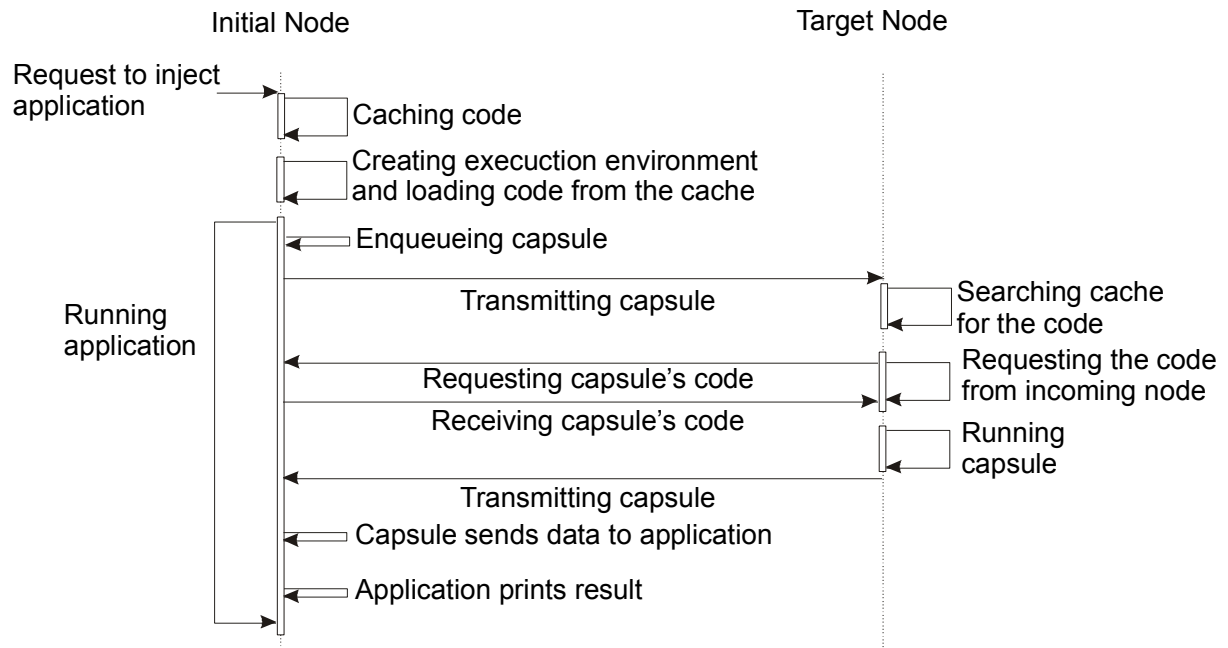 Initial Node
Target Node
Request to inject
application
Caching code
Creating execuction environment
and loading code from the cache
Enqueueing capsule
Transmitting capsule
Searching cache
for the code
Running
application
Requesting the code
from incoming node
Requesting capsule's code
Receiving capsule's code
Running
capsule
Transmitting capsule
Capsule sends data to application
Application prints result